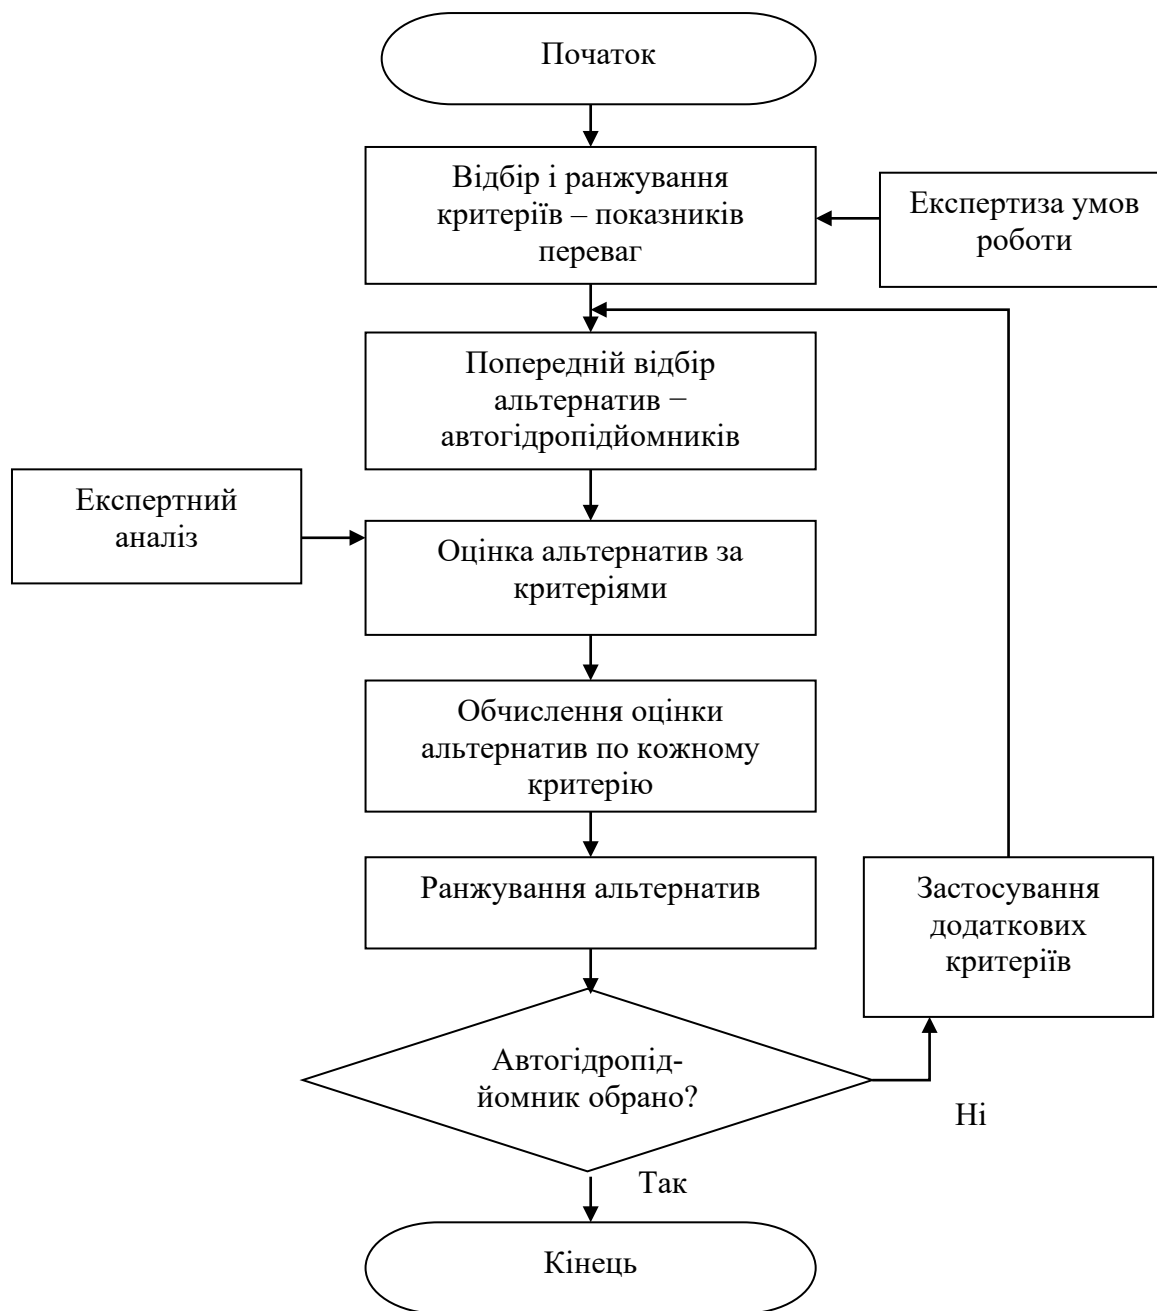 Початок
Відбір і ранжування
критеріїв – показників
переваг
Експертиза умов
роботи
Попередній відбір
альтернатив −
автогідропідйомників
Експертний
аналіз
Оцінка альтернатив за
критеріями
Обчислення оцінки
альтернатив по кожному
критерію
Ранжування альтернатив
Застосування
додаткових
критеріїв
Автогідропід-
йомник обрано?
Ні
Так
Кінець